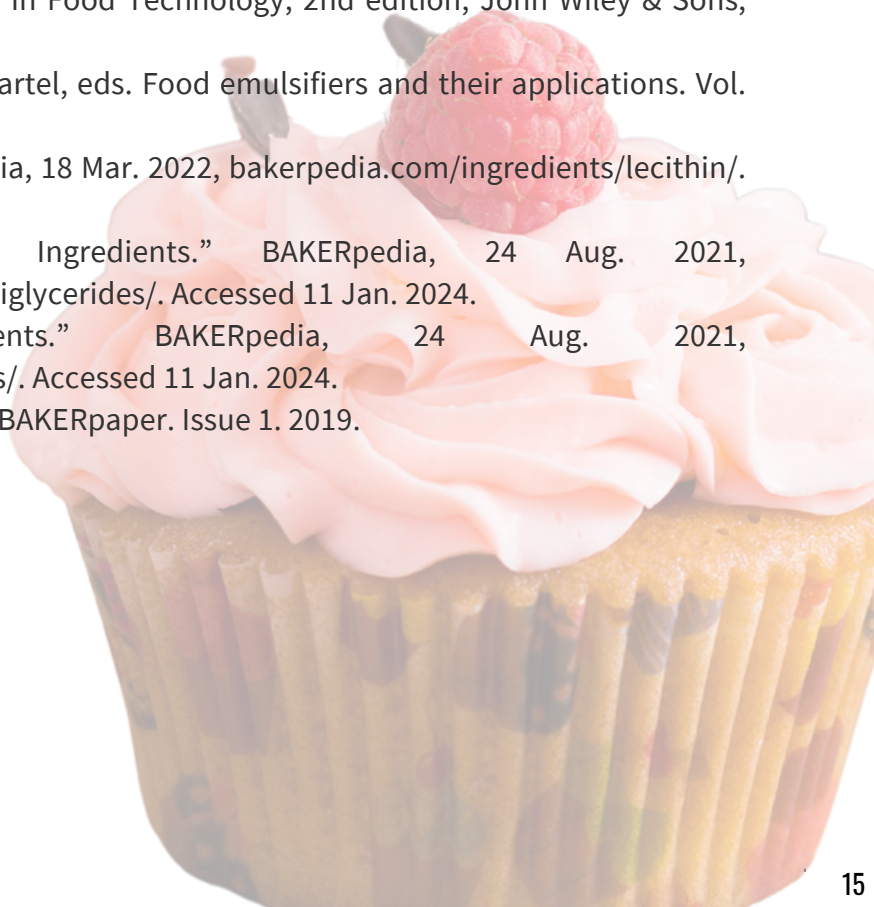 in Food Technology, 2nd edition, John Wiley & Sons,
artel, eds. Food emulsifiers and their applications. Vol.
ia, 18 Mar. 2022, bakerpedia.com/ingredients/lecithin/.
Ingredients.” BAKERpedia, 24 Aug. 2021,
iglycerides/. Accessed 11 Jan. 2024.
ents.” BAKERpedia, 24 Aug. 2021,
s/. Accessed 11 Jan. 2024.
BAKERpaper. Issue 1. 2019.
15